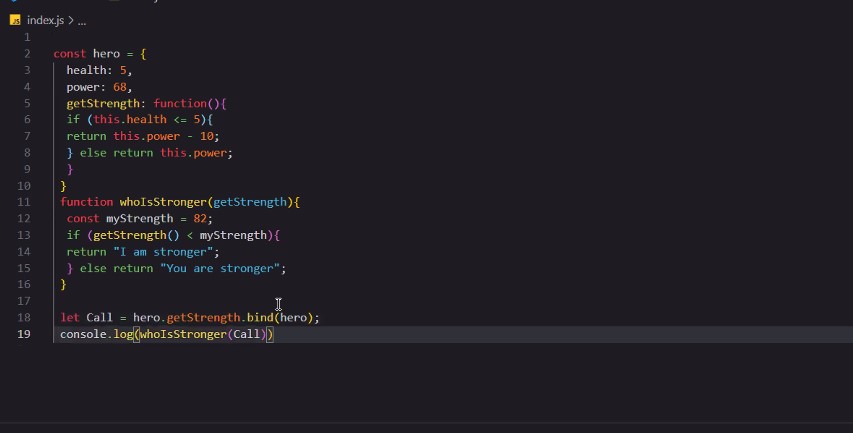 JS index.js > ...
1
2 const hero = {
3 health: 5,
4 power: 68,
5 getStrength: function(){
6 if (this.health <= 5){
7 return this.power - 10;
8 } else return this.power;
9 }
10 }
11 function whoIsStronger(getStrength){
12 const myStrength = 82;
13 if (getStrength() < myStrength){
14 return "I am stronger";
15 } else return "You are stronger";
16 }
17
18 let Call = hero.getStrength.bind(hero);
19 console.log(whoIsStronger(Call))